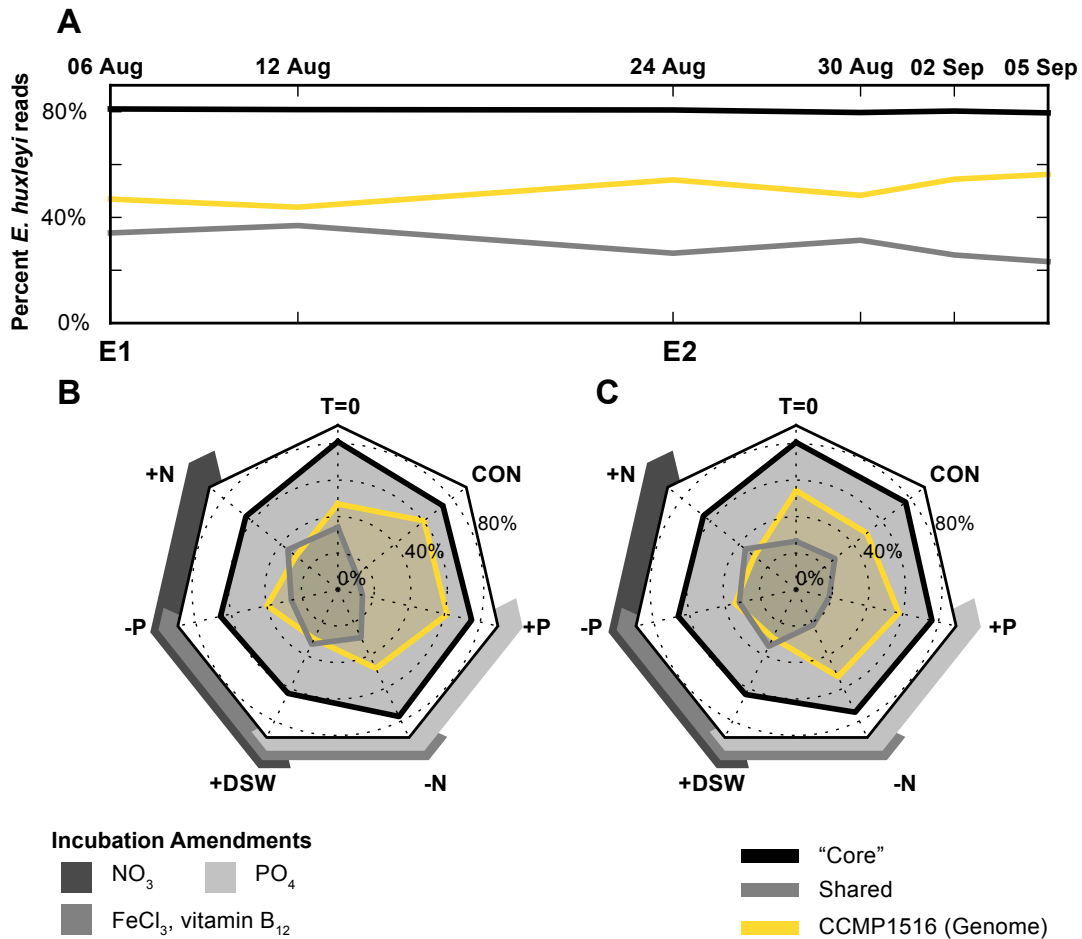 A
06 Aug 12 Aug 24 Aug 30 Aug 02 Sep 05 Sep
Percent E. huxleyi reads
80%
40%
0%
E1 E2
B
T=0
CON
+P
-N
+DSW
-P
+N
80%
40%
0%
C
T=0
CON
+P
-N
+DSW
-P
+N
80%
40%
0%
Incubation Amendments
NO3 PO4
FeCl3, vitamin B12
“Core”
Shared
CCMP1516 (Genome)